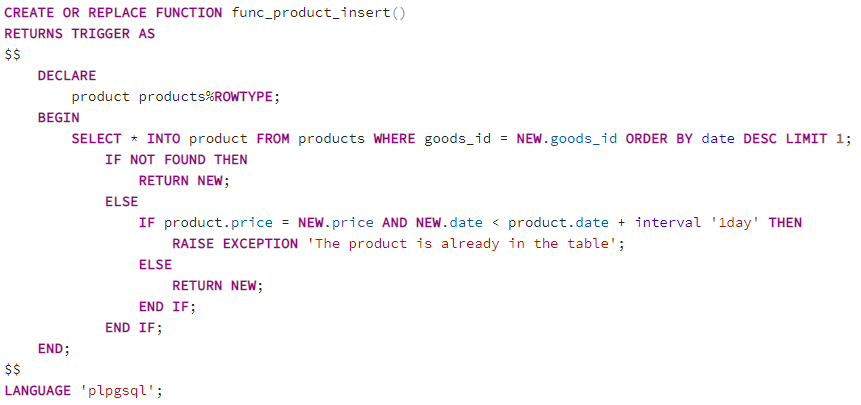 CREATE OR REPLACE FUNCTION func_product_insert()
RETURNS TRIGGER AS
$$
    DECLARE
        product products%ROWTYPE;
    BEGIN
        SELECT * INTO product FROM products WHERE goods_id = NEW.goods_id ORDER BY date DESC LIMIT 1;
            IF NOT FOUND THEN
                RETURN NEW;
            ELSE
                IF product.price = NEW.price AND NEW.date < product.date + interval '1day' THEN
                    RAISE EXCEPTION 'The product is already in the table';
                ELSE
                    RETURN NEW;
                END IF;
            END IF;
    END;
$$
LANGUAGE 'plpgsql';